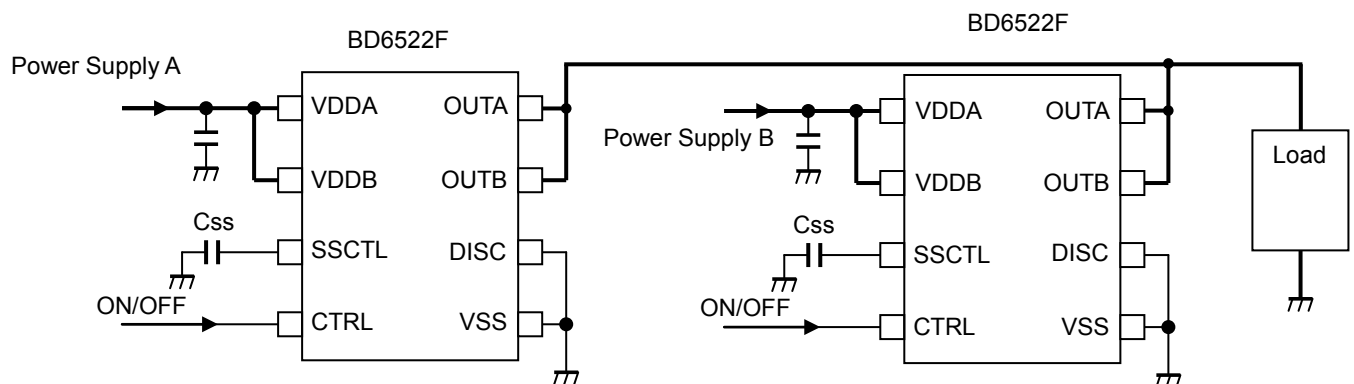 BD6522F
BD6522F
Power Supply A
VDDA OUTA
VDDB OUTB
SSCTL DISC
CTRL VSS
Css
ON/OFF
Power Supply B
VDDA OUTA
VDDB OUTB
SSCTL DISC
CTRL VSS
Css
ON/OFF
Load